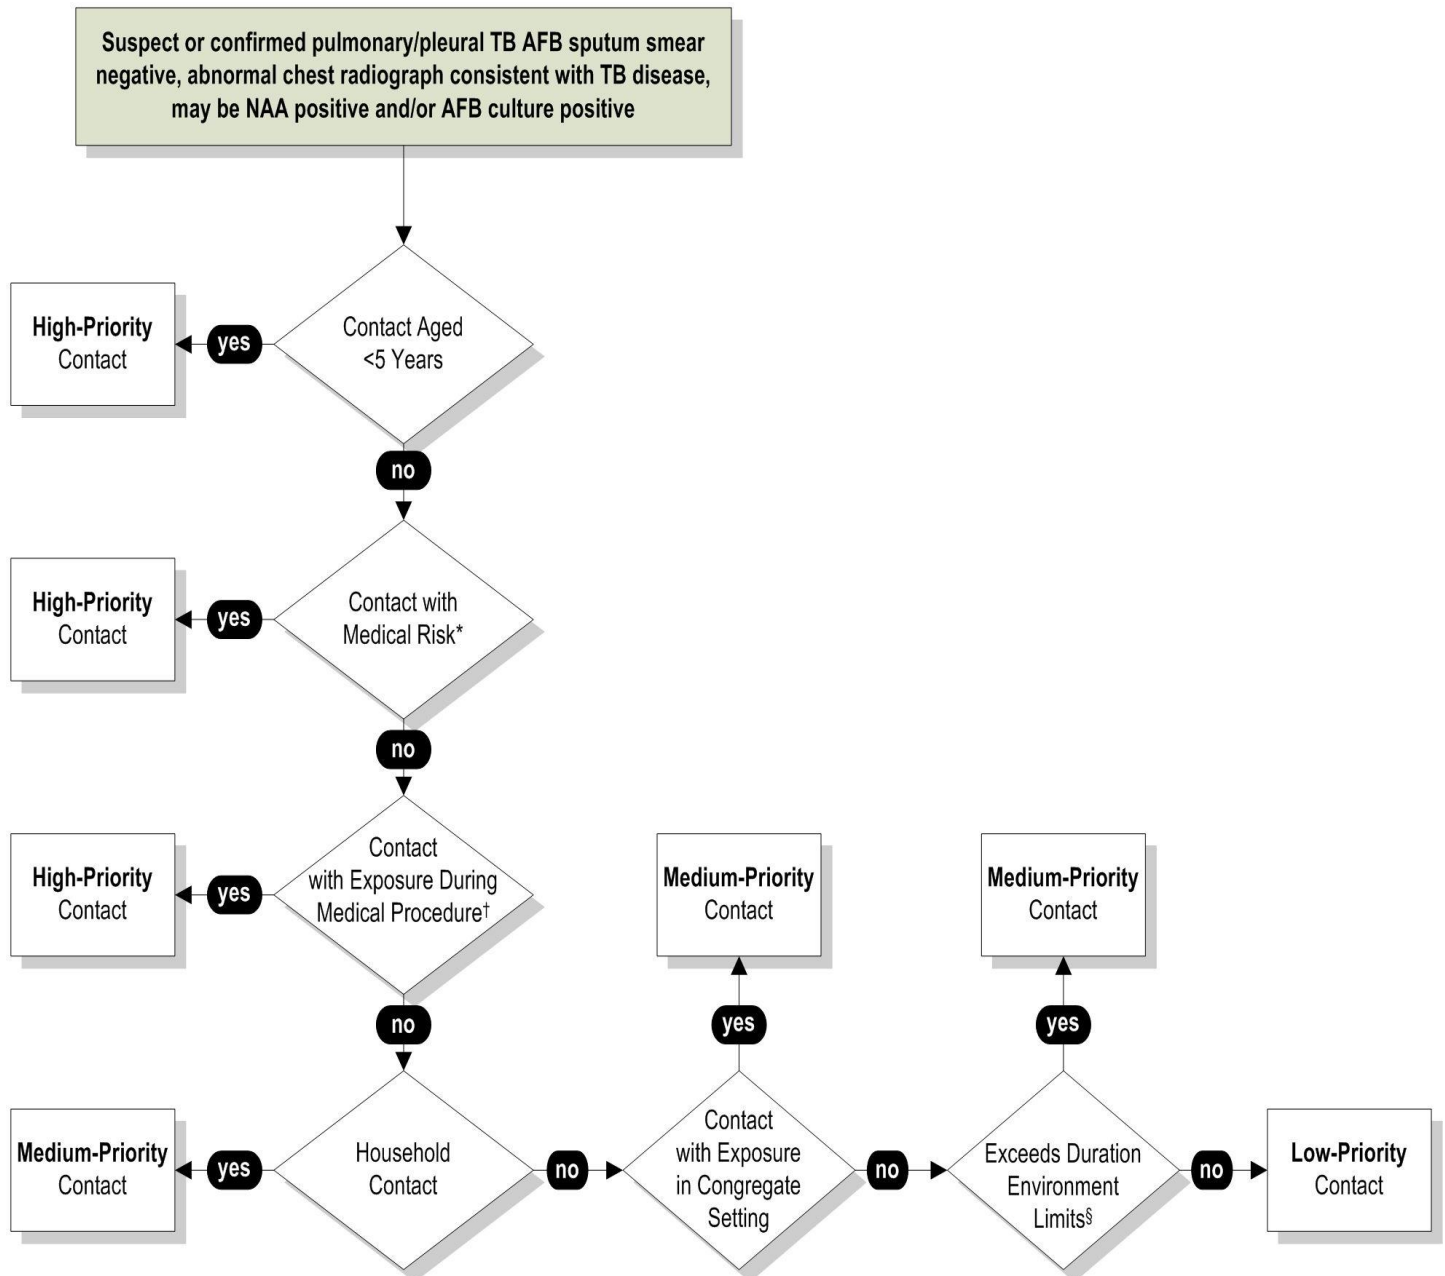 Suspect or confirmed pulmonary/pleural TB AFB sputum smear
negative, abnormal chest radiograph consistent with TB disease,
may be NAA positive and/or AFB culture positive
High-Priority
Contact
yes
Contact Aged
<5 Years
no
High-Priority
Contact
yes
Contact with
Medical Risk*
no
High-Priority
Contact
yes
Contact
with Exposure During
Medical Procedure†
no
Medium-Priority
Contact
yes
Medium-Priority
Contact
yes
Medium-Priority
Contact
yes
Household
Contact
no
Contact
with Exposure
in Congregate
Setting
no
Exceeds Duration
Environment
Limits§
no
Low-Priority
Contact